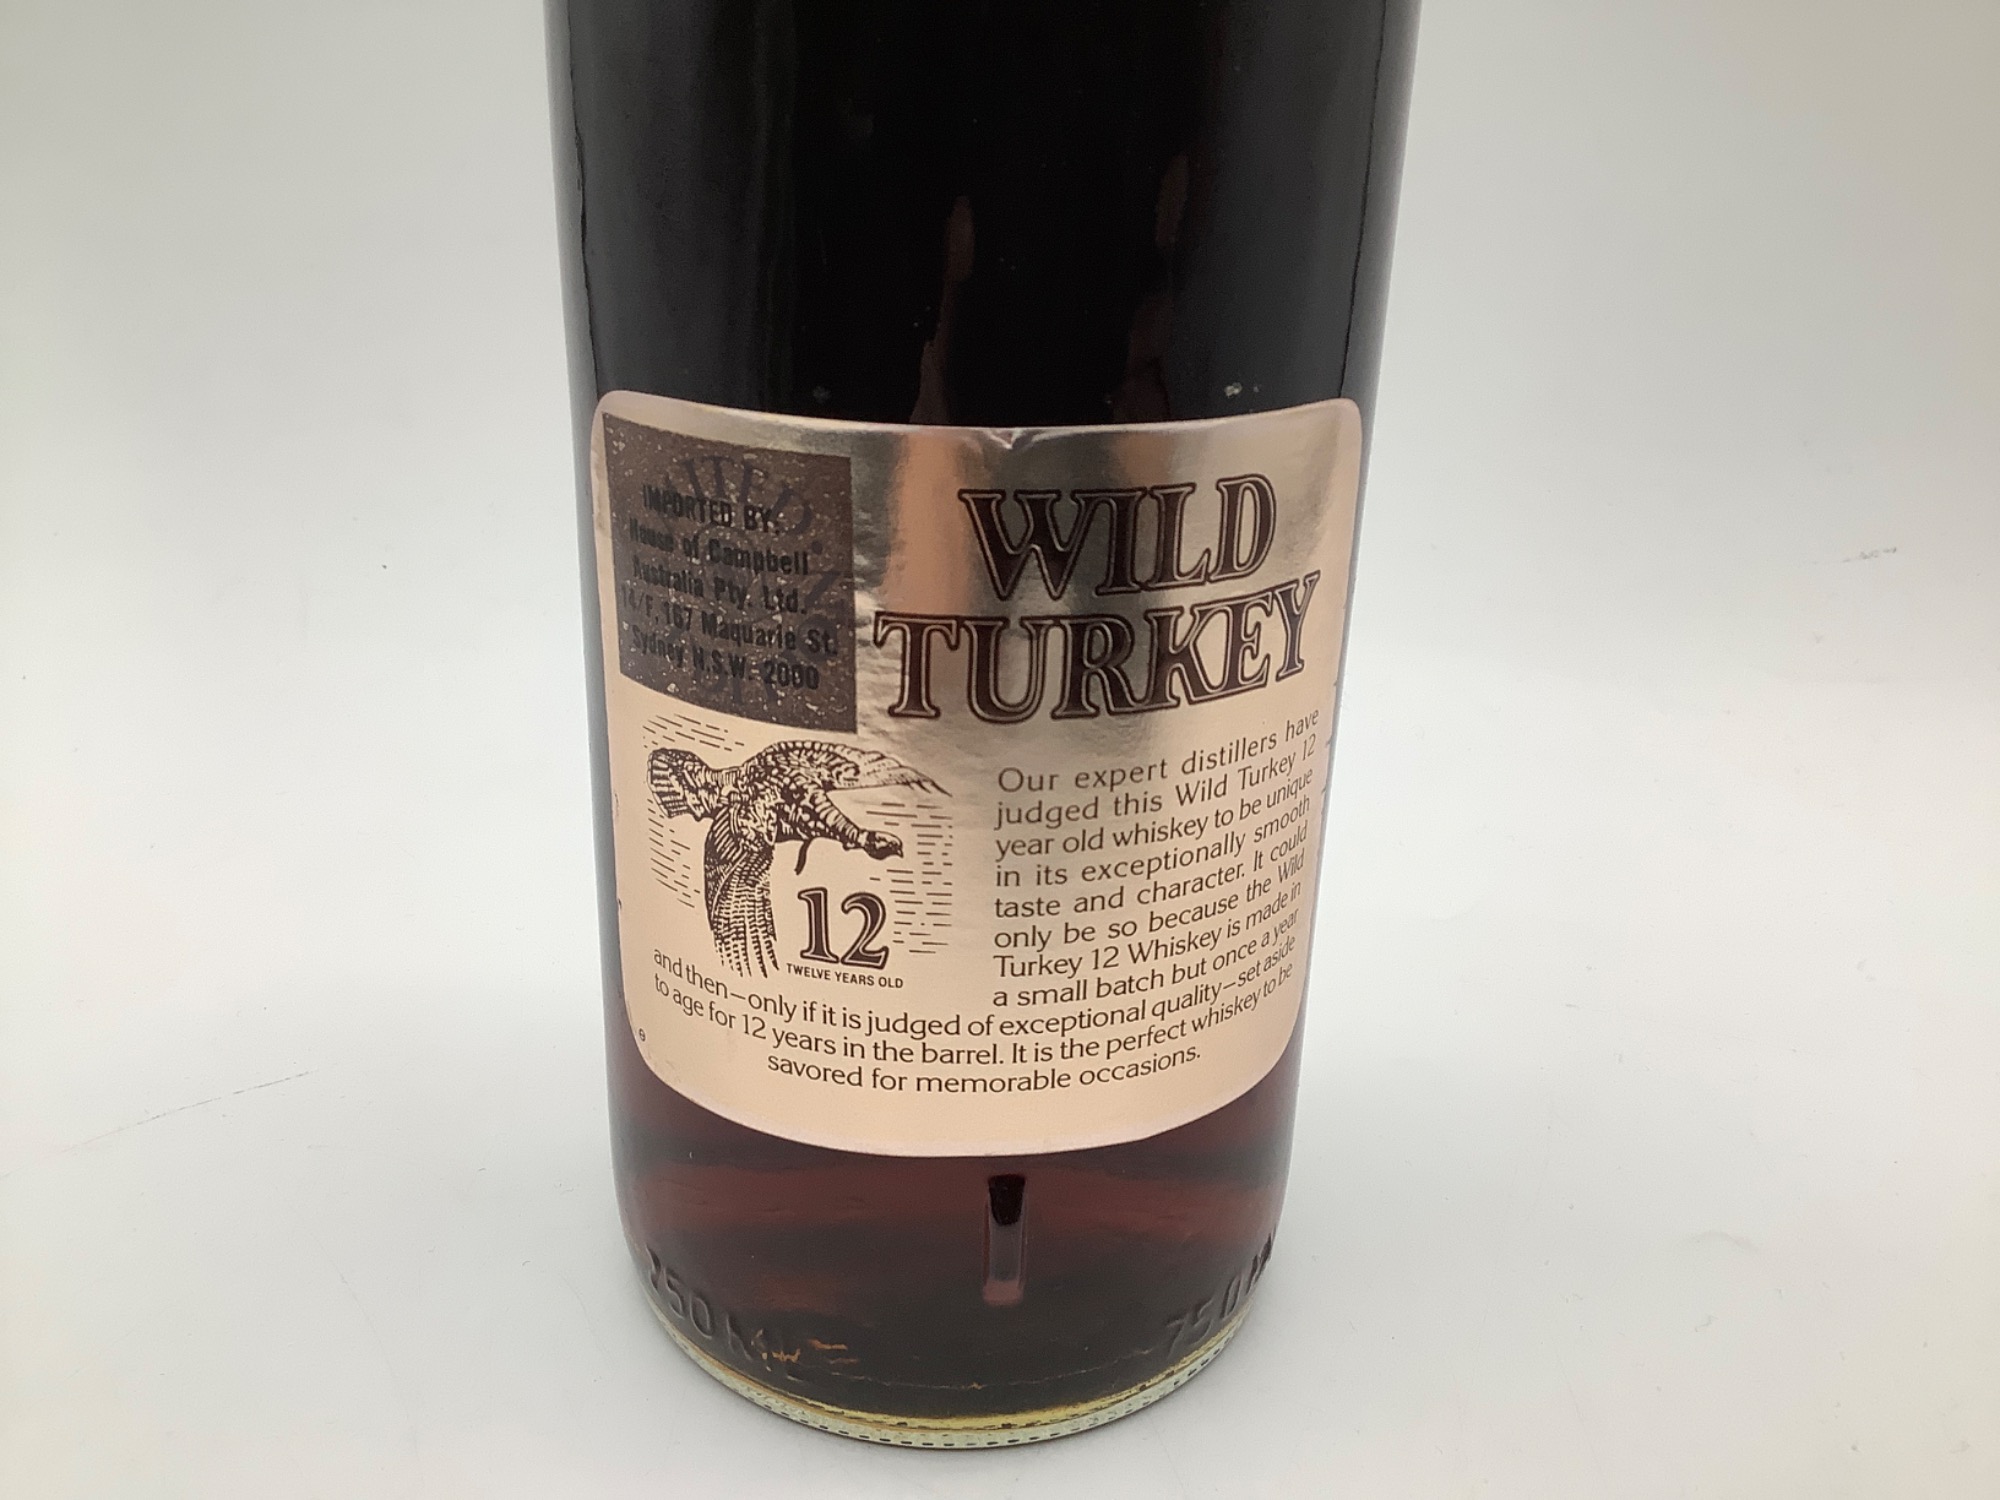 IMPORTED BY:
House of Campbell
Australia Pty. Ltd.
14/F, 167 Maquarie St.
Sydney N.S.W. 2000
WILD
TURKEY
12
TWELVE YEARS OLD
Our expert distillers have
judged this Wild Turkey 12
year old whiskey to be unique
in its exceptionally smooth
taste and character. It could
only be so because the Wild
Turkey 12 Whiskey is made in
a small batch but once a year
and then—only if it is judged of exceptional quality—set aside
to age for 12 years in the barrel. It is the perfect whiskey to be
savored for memorable occasions.
e
750 ML
750 M